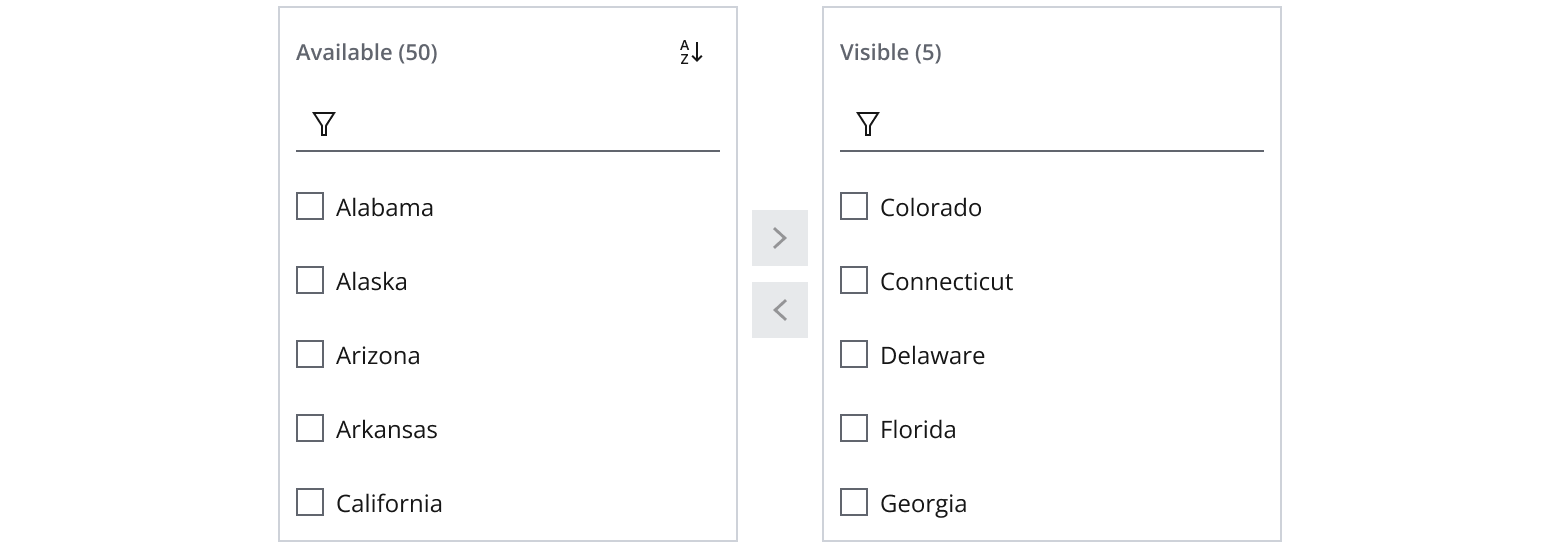 Available (50)
A
Z
Alabama
Alaska
Arizona
Arkansas
California
Visible (5)
Colorado
Connecticut
Delaware
Florida
Georgia